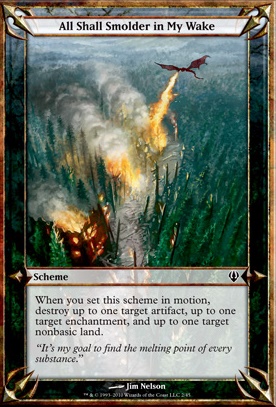 All Shall Smolder in My Wake
Scheme
When you set this scheme in motion,
destroy up to one target artifact, up to one
target enchantment, and up to one target
nonbasic land.
“It’s my goal to find the melting point of every
substance.”
Jim Nelson
™ & © 1993–2010 Wizards of the Coast LLC 2/45